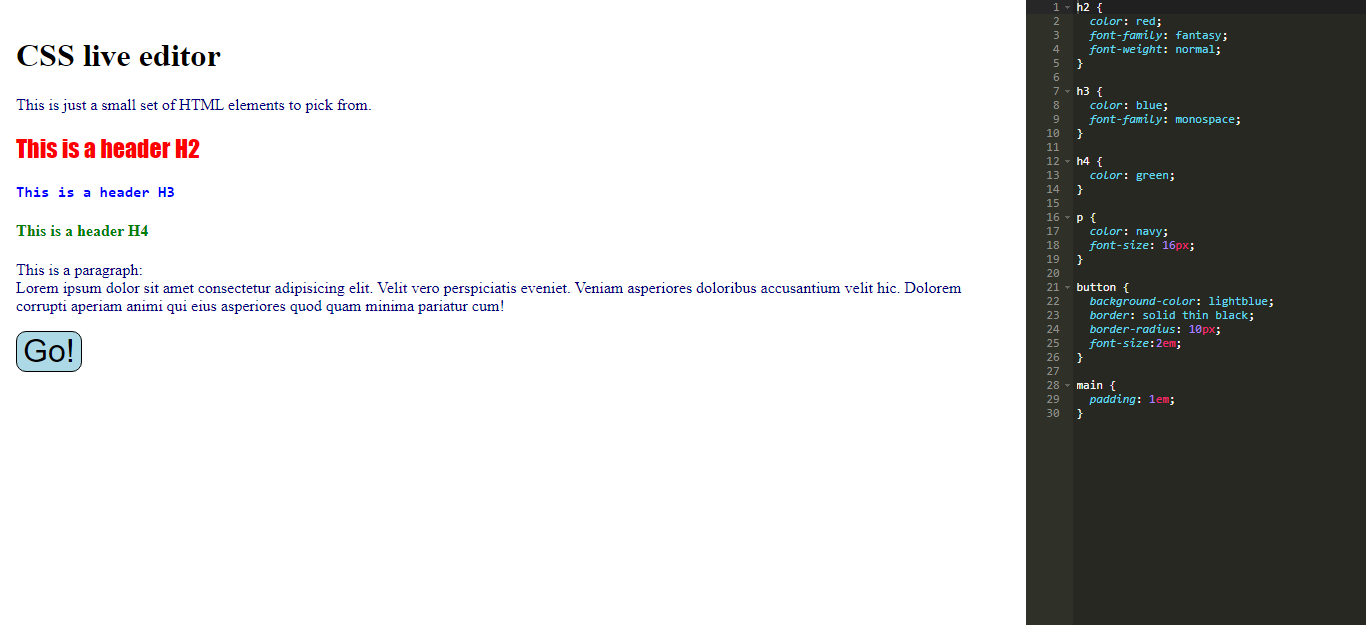 CSS live editor
This is just a small set of HTML elements to pick from.
This is a header H2
This is a header H3
This is a header H4
This is a paragraph:
Lorem ipsum dolor sit amet consectetur adipisicing elit. Velit vero perspiciatis eveniet. Veniam asperiores doloribus accusantium velit hic. Dolorem
corrupti aperiam animi qui eius asperiores quod quam minima pariatur cum!
Go!
1 h2 {
2   color: red;
3   font-family: fantasy;
4   font-weight: normal;
5 }
6
7 h3 {
8   color: blue;
9   font-family: monospace;
10 }
11
12 h4 {
13   color: green;
14 }
15
16 p {
17   color: navy;
18   font-size: 16px;
19 }
20
21 button {
22   background-color: lightblue;
23   border: solid thin black;
24   border-radius: 10px;
25   font-size:2em;
26 }
27
28 main {
29   padding: 1em;
30 }